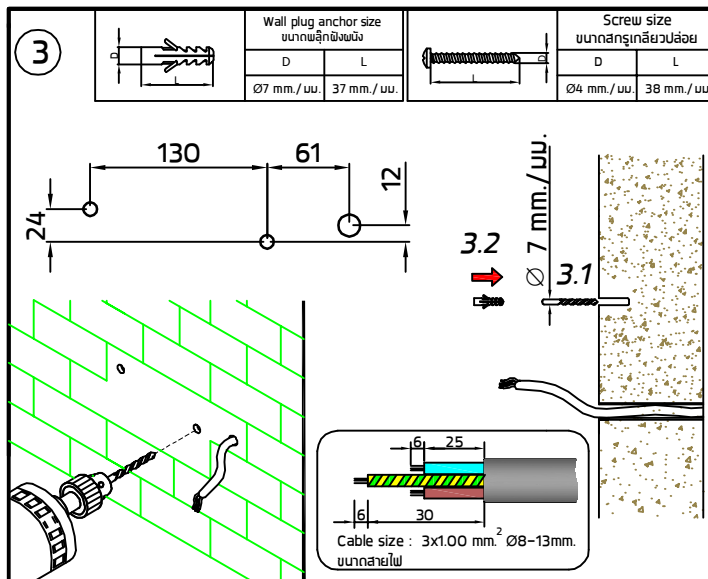 3
Wall plug anchor size
ขนาดพลุ๊กฝังผนัง
D
L
D L
Ø7 mm./มม. 37 mm./มม.
Screw size
ขนาดสกรูเกลียวปล่อย
D
L
D L
Ø4 mm./มม. 38 mm./มม.
130
61
12
24
Ø 7 mm./มม.
3.2
3.1
6
25
6
30
Cable size : 3x1.00 mm.² Ø8-13mm.
ขนาดสายไฟ